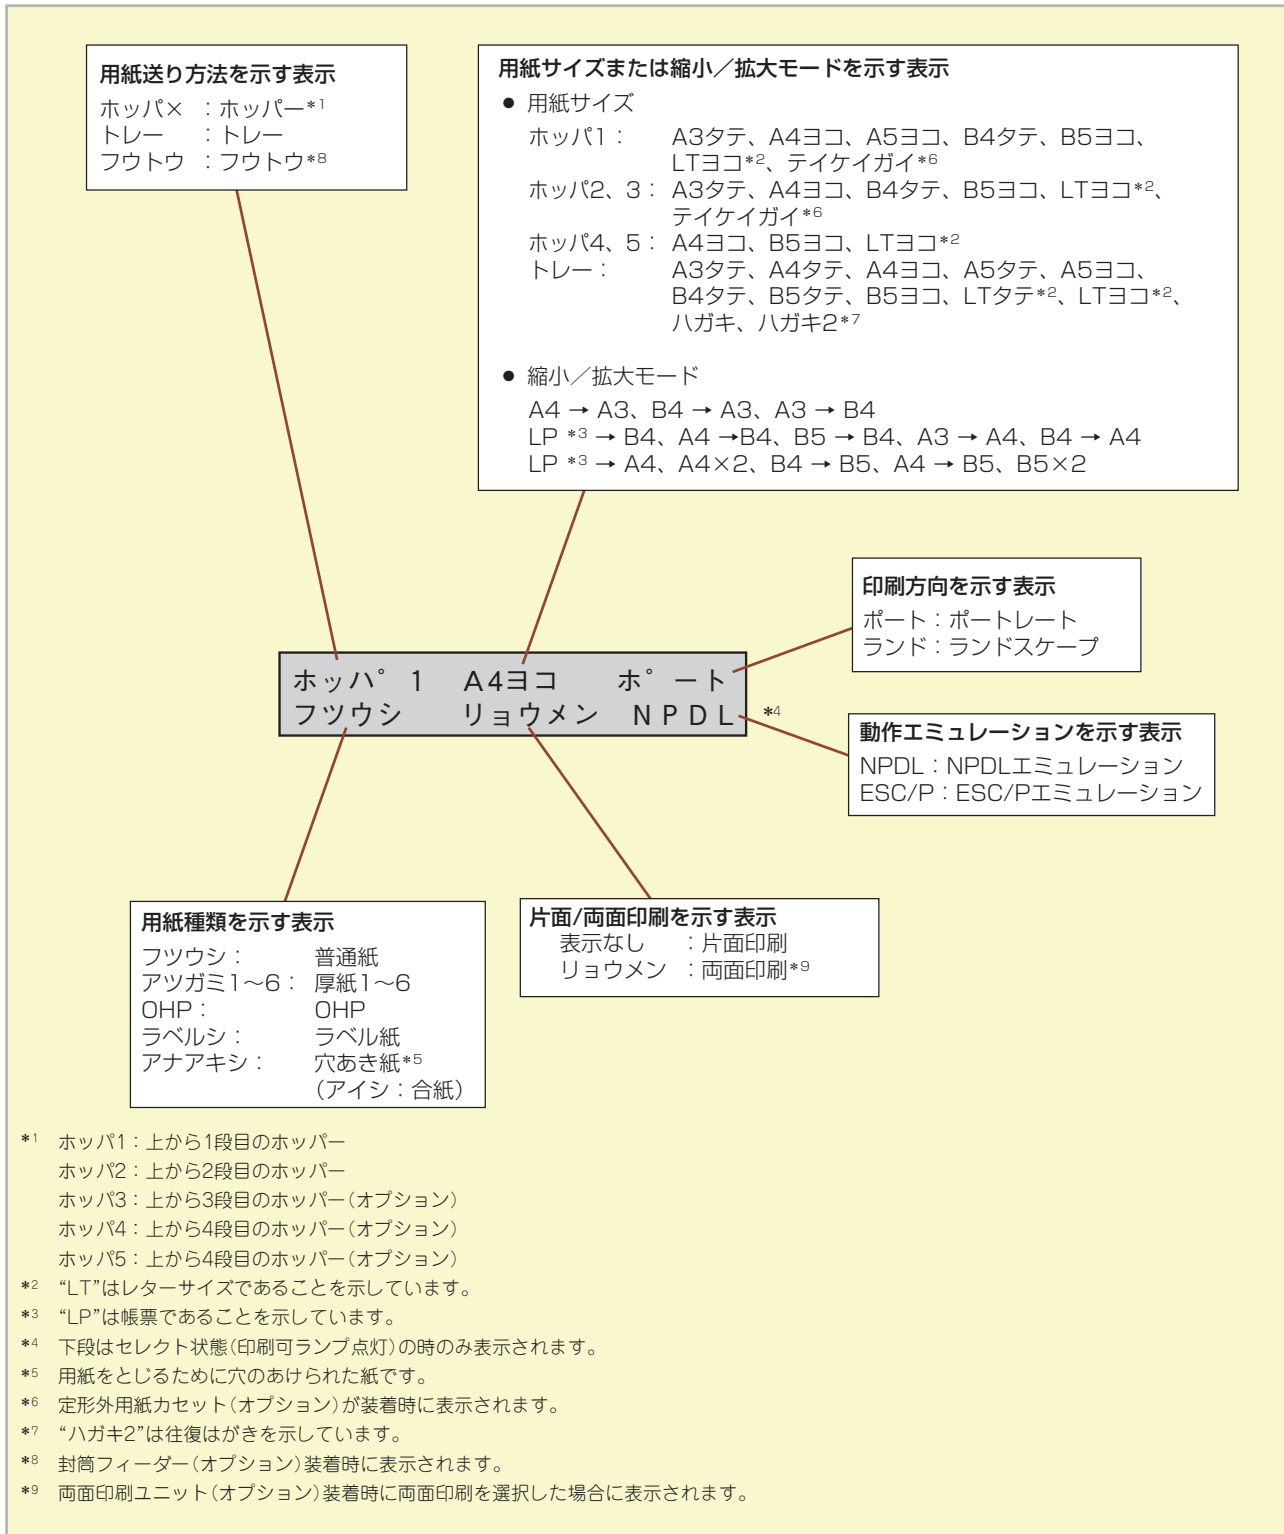 用紙送り方法を示す表示
ホッパ× ：ホッパー*1
トレー ：トレー
フウトウ ：フウトウ*8
用紙サイズまたは縮小／拡大モードを示す表示
● 用紙サイズ
ホッパ1： A3タテ、A4ヨコ、A5ヨコ、B4タテ、B5ヨコ、
LTヨコ*2、テイケイガイ*6
ホッパ2、3： A3タテ、A4ヨコ、B4タテ、B5ヨコ、LTヨコ*2、
テイケイガイ*6
ホッパ4、5： A4ヨコ、B5ヨコ、LTヨコ*2
トレー： A3タテ、A4タテ、A4ヨコ、A5タテ、A5ヨコ、
B4タテ、B5タテ、B5ヨコ、LTタテ*2、LTヨコ*2、
ハガキ、ハガキ2*7
● 縮小／拡大モード
A4 → A3、B4 → A3、A3 → B4
LP *3 → B4、A4 →B4、B5 → B4、A3 → A4、B4 → A4
LP *3 → A4、A4×2、B4 → B5、A4 → B5、B5×2
印刷方向を示す表示
ポート：ポートレート
ランド：ランドスケープ
ホッハ゜1 A4ヨコ ホ゜ート
フツウシ リョウメン NPDL *4
動作エミュレーションを示す表示
NPDL：NPDLエミュレーション
ESC/P：ESC/Pエミュレーション
用紙種類を示す表示
フツウシ： 普通紙
アツガミ1〜6： 厚紙1〜6
OHP： OHP
ラベルシ： ラベル紙
アナアキシ： 穴あき紙*5
（アイシ：合紙）
片面/両面印刷を示す表示
表示なし ：片面印刷
リョウメン ：両面印刷*9
*1 ホッパ1：上から1段目のホッパー
ホッパ2：上から2段目のホッパー
ホッパ3：上から3段目のホッパー（オプション）
ホッパ4：上から4段目のホッパー（オプション）
ホッパ5：上から4段目のホッパー（オプション）
*2 “LT”はレターサイズであることを示しています。
*3 “LP”は帳票であることを示しています。
*4 下段はセレクト状態（印刷可ランプ点灯）の時のみ表示されます。
*5 用紙をとじるために穴のあけられた紙です。
*6 定形外用紙カセット（オプション）が装着時に表示されます。
*7 “ハガキ2”は往復はがきを示しています。
*8 封筒フィーダー（オプション）装着時に表示されます。
*9 両面印刷ユニット（オプション）装着時に両面印刷を選択した場合に表示されます。